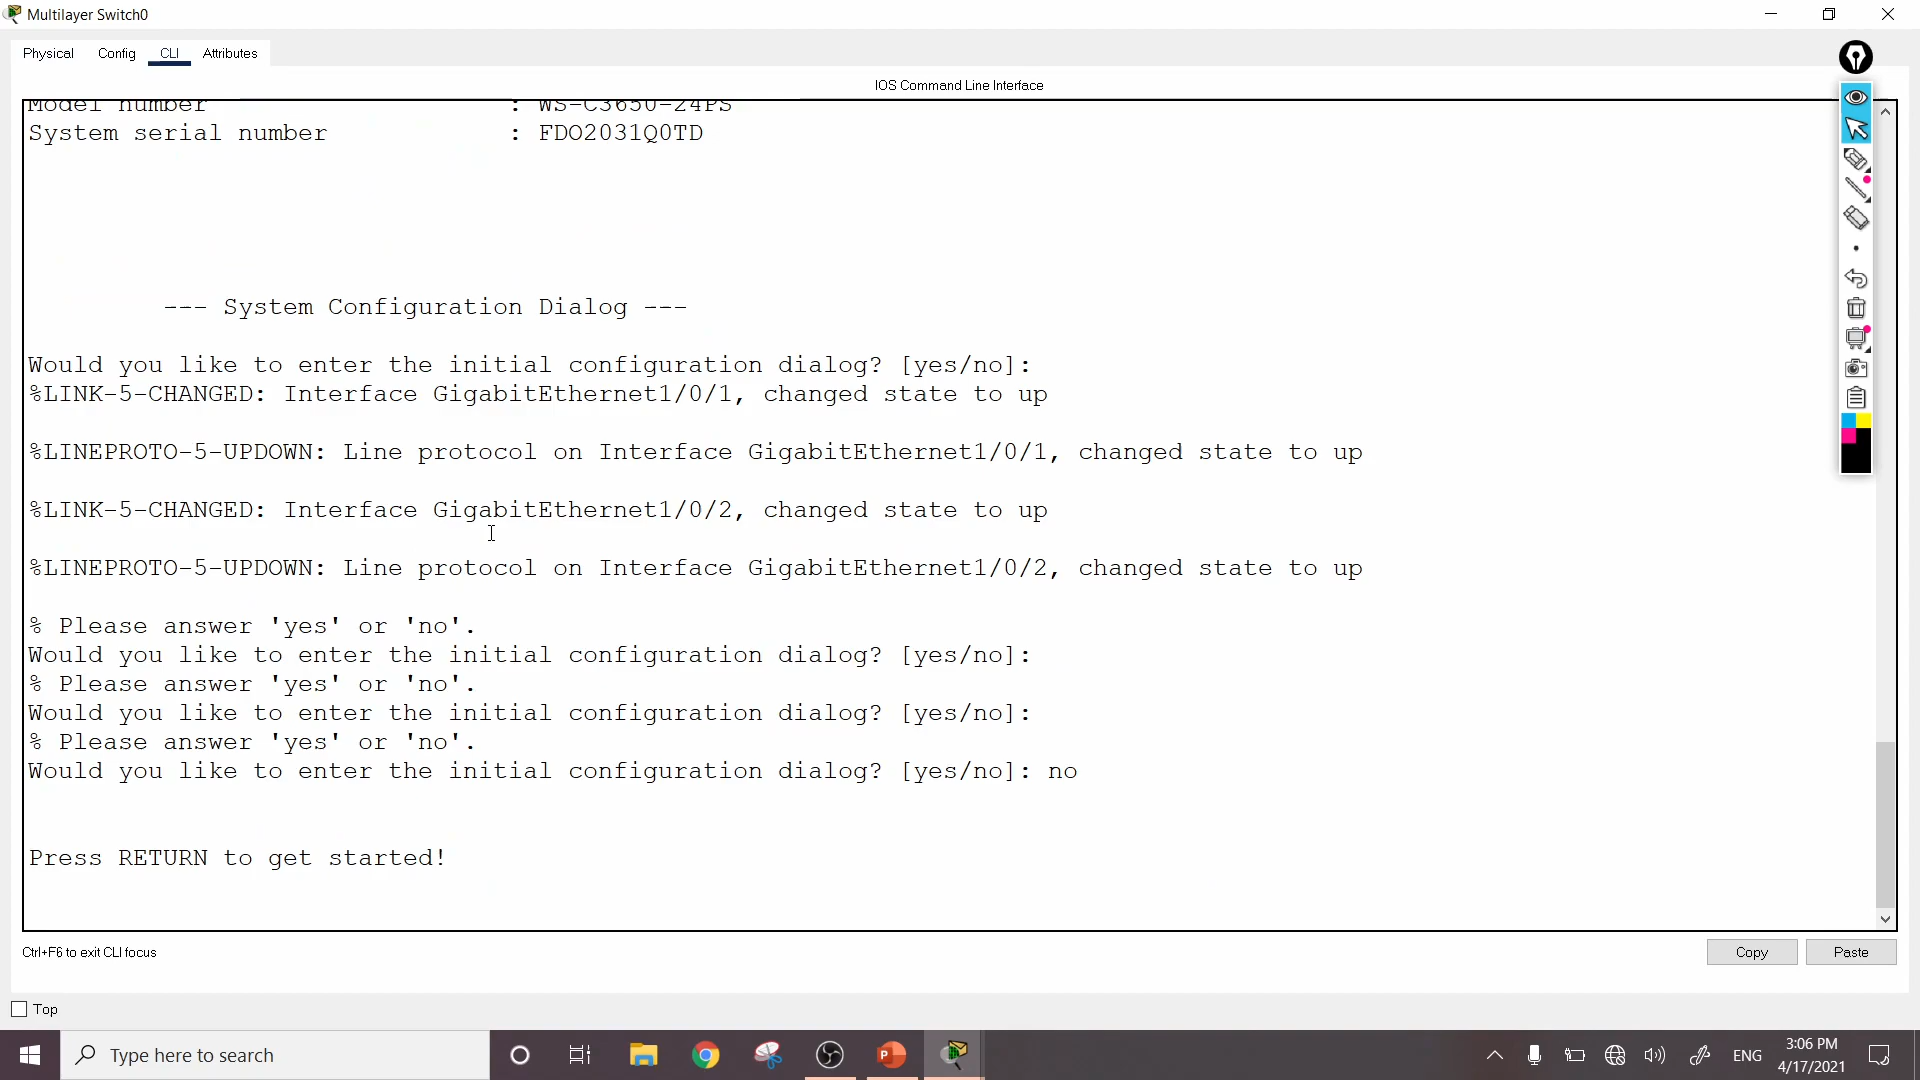 Multilayer Switch0
Physical Config CLI Attributes
IOS Command Line Interface
Model number : WS-C3650-24PS
System serial number : FDO2031Q0TD
--- System Configuration Dialog ---
Would you like to enter the initial configuration dialog? [yes/no]:
%LINK-5-CHANGED: Interface GigabitEthernet1/0/1, changed state to up
%LINEPROTO-5-UPDOWN: Line protocol on Interface GigabitEthernet1/0/1, changed state to up
%LINK-5-CHANGED: Interface GigabitEthernet1/0/2, changed state to up
%LINEPROTO-5-UPDOWN: Line protocol on Interface GigabitEthernet1/0/2, changed state to up
% Please answer 'yes' or 'no'.
Would you like to enter the initial configuration dialog? [yes/no]:
% Please answer 'yes' or 'no'.
Would you like to enter the initial configuration dialog? [yes/no]:
% Please answer 'yes' or 'no'.
Would you like to enter the initial configuration dialog? [yes/no]: no
Press RETURN to get started!
Ctrl+F6 to exit CLI focus
Copy Paste
Top
Type here to search
ENG
3:06 PM
4/17/2021